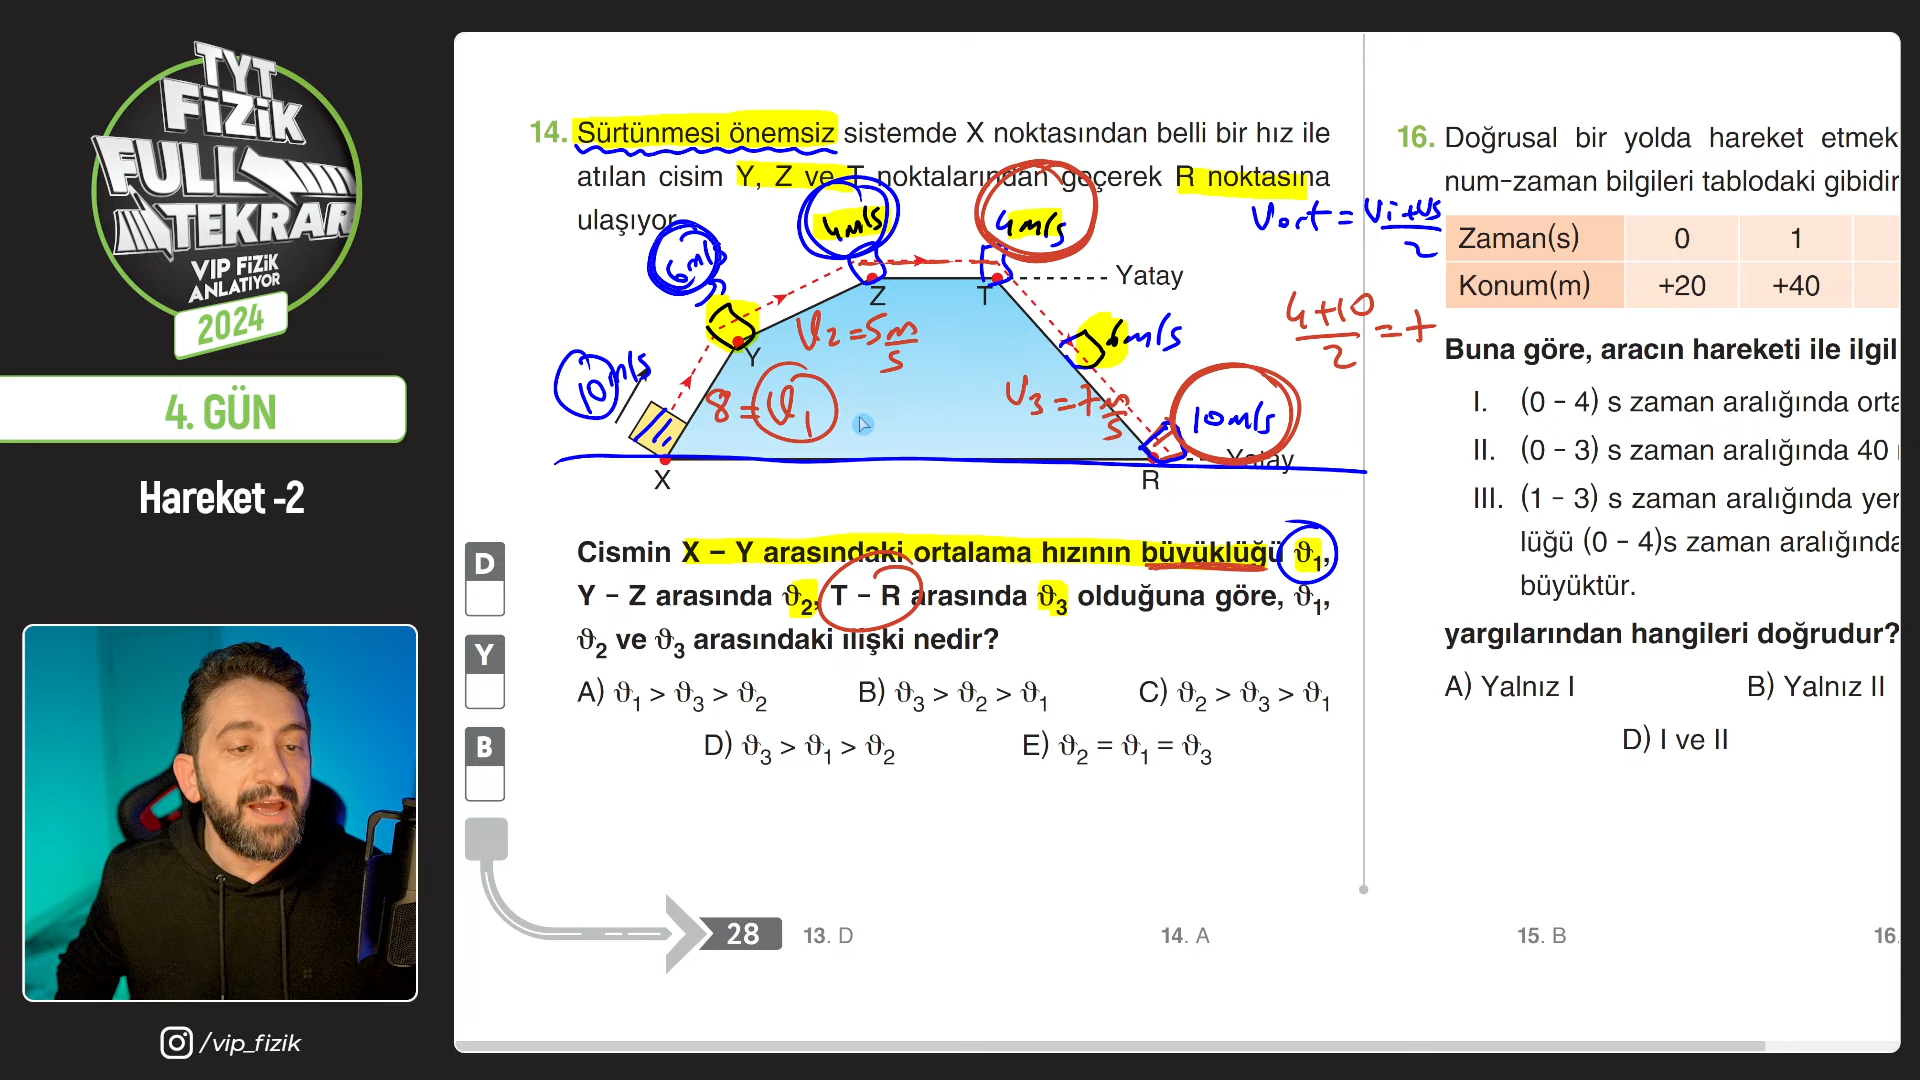 TYT
FİZİK
FULL
TEKRAR
VIP FİZİK
ANLATIYOR
2024
4. GÜN
Hareket -2
/vip_fizik
14. Sürtünmesi önemsiz sistemde X noktasından belli bir hız ile
atılan cisim Y, Z ve T noktalarından geçerek R noktasına
ulaşıyor
10 m/s
6 m/s
4 m/s
4 m/s
6 m/s
10 m/s
8 = ϑ1
ϑ2 = 5 m/s
ϑ3 = 7 m/s
X
Y
Z
T
R
Yatay
Yatay
Vort = Vi+Vs / 2
4+10 / 2 = 7
Cismin X – Y arasındaki ortalama hızının büyüklüğü ϑ1,
Y – Z arasında ϑ2, T – R arasında ϑ3 olduğuna göre, ϑ1,
ϑ2 ve ϑ3 arasındaki ilişki nedir?
A) ϑ1 > ϑ3 > ϑ2 B) ϑ3 > ϑ2 > ϑ1 C) ϑ2 > ϑ3 > ϑ1
D) ϑ3 > ϑ1 > ϑ2 E) ϑ2 = ϑ1 = ϑ3
D
Y
B
28 13. D 14. A 15. B 16.
16. Doğrusal bir yolda hareket etmek
num-zaman bilgileri tablodaki gibidir
Zaman(s) 0 1
Konum(m) +20 +40
Buna göre, aracın hareketi ile ilgil
I. (0 – 4) s zaman aralığında orta
II. (0 – 3) s zaman aralığında 40
III. (1 – 3) s zaman aralığında yer
lüğü (0 – 4)s zaman aralığında
büyüktür.
yargılarından hangileri doğrudur?
A) Yalnız I B) Yalnız II
D) I ve II